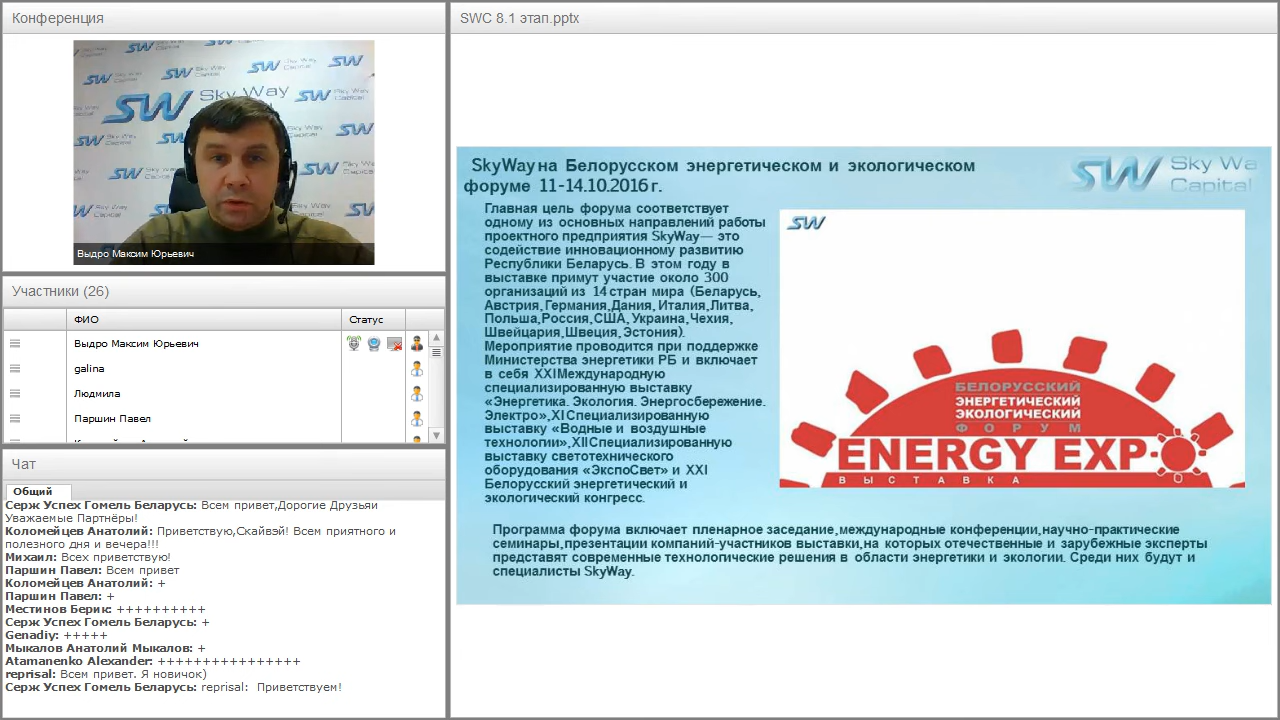 Конференция
SW
Sky Way
Capital
Выдро Максим Юрьевич
Участники (26)
ФИО
Статус
Выдро Максим Юрьевич
galina
Людмила
Паршин Павел
Чат
Общий
Серж Успех Гомель Беларусь: Всем привет,Дорогие Друзьяи
Уважаемые Партнёры!
Коломейцев Анатолий: Приветствую,Скайвэй! Всем приятного и
полезного дня и вечера!!!
Михаил: Всех приветствую!
Паршин Павел: Всем привет
Коломейцев Анатолий: +
Паршин Павел: +
Местинов Берик: ++++++++++
Серж Успех Гомель Беларусь: +
Genadiy: +++++
Мыкалов Анатолий Мыкалов: +
Atamanenko Alexander: ++++++++++++++++
reprisal: Всем привет. Я новичок)
Серж Успех Гомель Беларусь: reprisal:  Приветствуем!
SWC 8.1 этап.pptx
SkyWay на Белорусском энергетическом и экологическом
форуме 11-14.10.2016 г.
SW Sky Wa
Capital
Главная цель форума соответствует
одному из основных направлений работы
проектного предприятия SkyWay— это
содействие инновационному развитию
Республики Беларусь. В этом году в
выставке примут участие около 300
организаций из 14 стран мира (Беларусь,
Австрия,Германия,Дания, Италия,Литва,
Польша,Россия,США,Украина,Чехия,
Швейцария,Швеция,Эстония).
Мероприятие проводится при поддержке
Министерства энергетики РБ и включает
в себя XXIМеждународную
специализированную выставку
«Энергетика. Экология. Энергосбережение.
Электро»,XIСпециализированную
выставку «Водные и воздушные
технологии»,XIIСпециализированную
выставку светотехнического
оборудования «ЭкспоСвет» и XXI
Белорусский энергетический и
экологический конгресс.
SW
БЕЛОРУССКИЙ
ЭНЕРГЕТИЧЕСКИЙ
ЭКОЛОГИЧЕСКИЙ
ФОРУМ
ENERGY EXPO
ВЫСТАВКА
Программа форума включает пленарное заседание,международные конференции,научно-практические
семинары,презентации компаний-участников выставки,на которых отечественные и зарубежные эксперты
представят современные технологические решения в области энергетики и экологии. Среди них будут и
специалисты SkyWay.